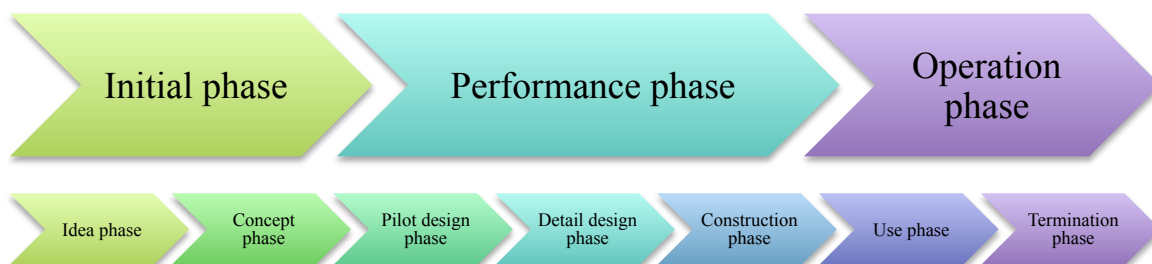 Initial phase
Performance phase
Operation
phase
Idea phase
Concept
phase
Pilot design
phase
Detail design
phase
Construction
phase
Use phase
Termination
phase